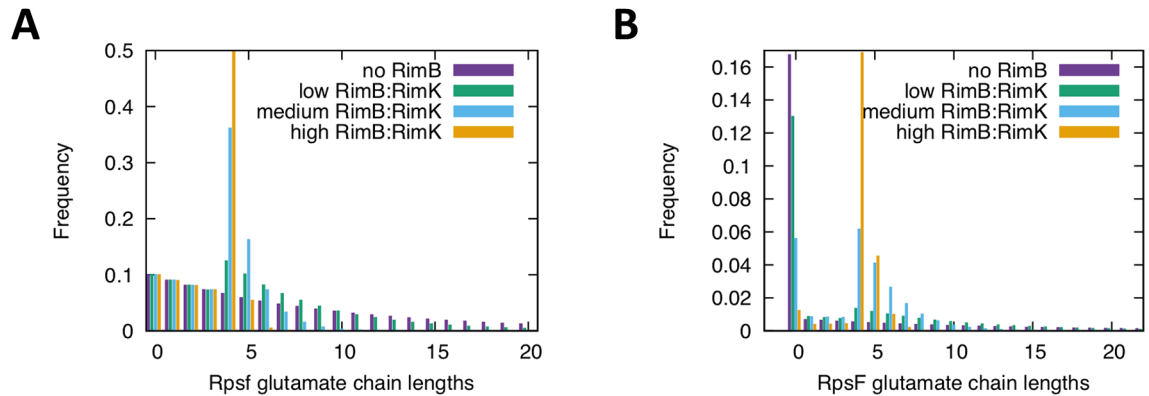 A
0.5
0.4
0.3
0.2
0.1
0
Frequency
no RimB
low RimB:RimK
medium RimB:RimK
high RimB:RimK
0 5 10 15 20
Rpsf glutamate chain lengths
B
0.16
0.14
0.12
0.1
0.08
0.06
0.04
0.02
0
Frequency
no RimB
low RimB:RimK
medium RimB:RimK
high RimB:RimK
0 5 10 15 20
RpsF glutamate chain lengths